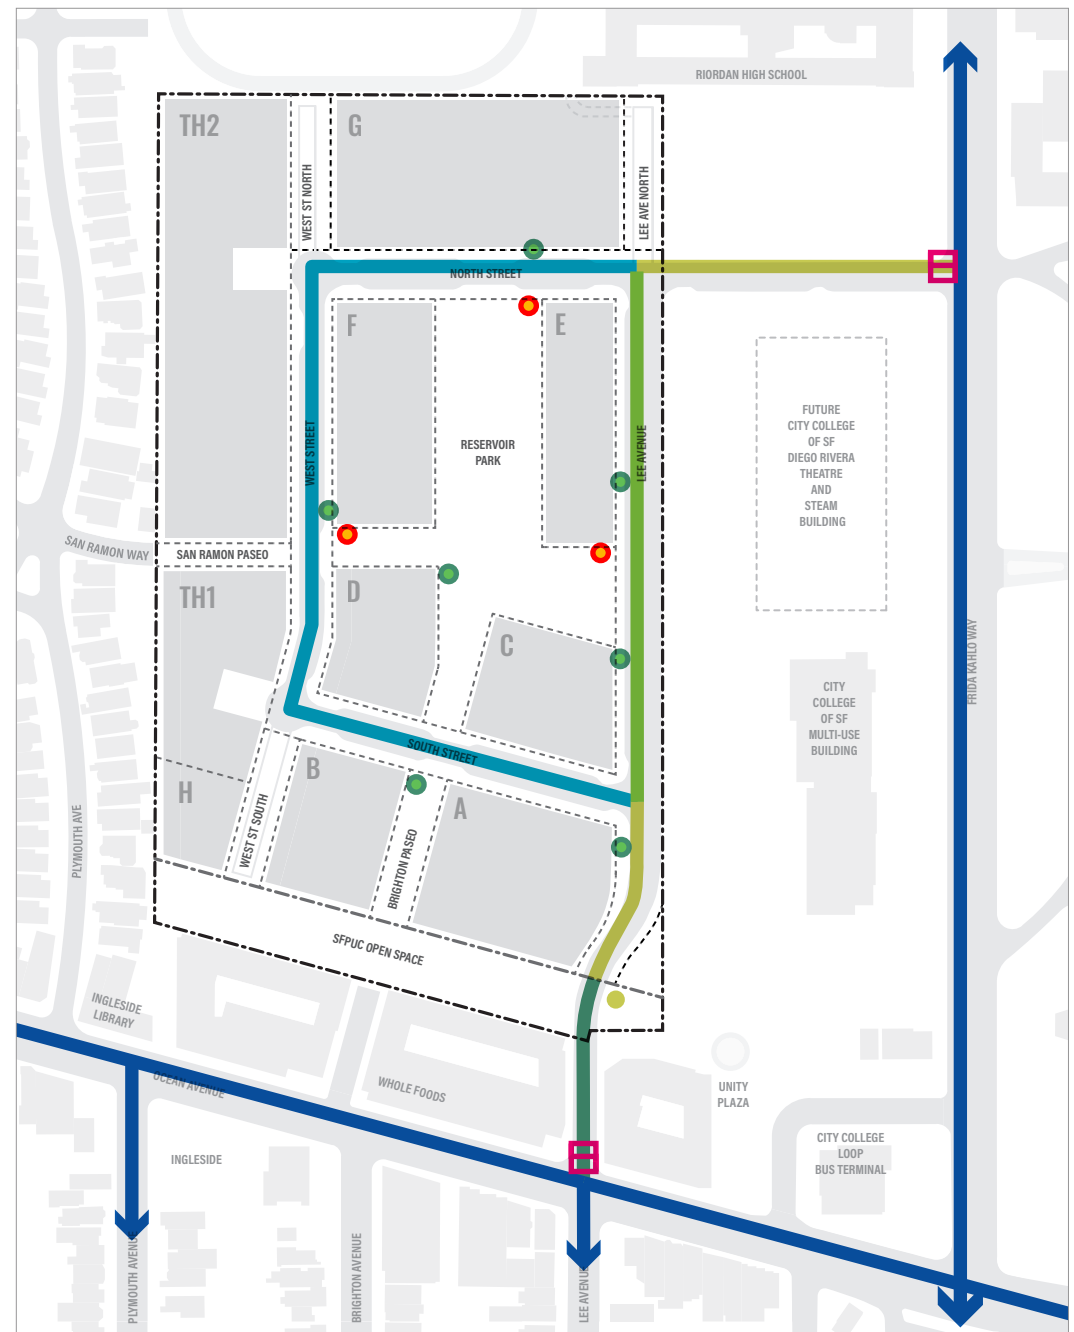 RIORDAN HIGH SCHOOL
TH2
G
WEST ST NORTH
LEE AVE NORTH
NORTH STREET
F
E
FUTURE
CITY COLLEGE
OF SF
DIEGO RIVERA
THEATRE
AND
STEAM
BUILDING
RESERVOIR
PARK
WEST STREET
LEE AVENUE
SAN RAMON WAY
SAN RAMON PASEO
TH1
D
C
FRIDA KAHLO WAY
CITY
COLLEGE
OF SF
MULTI-USE
BUILDING
SOUTH STREET
B
H
A
PLYMOUTH AVE
WEST ST SOUTH
BRIGHTON PASEO
SFPUC OPEN SPACE
INGLESIDE
LIBRARY
OCEAN AVENUE
WHOLE FOODS
UNITY
PLAZA
CITY COLLEGE
LOOP
BUS TERMINAL
INGLESIDE
PLYMOUTH AVENUE
BRIGHTON AVENUE
LEE AVENUE